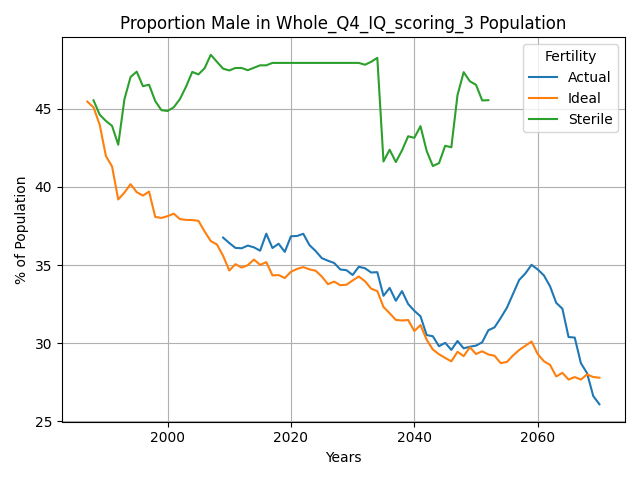 Proportion Male in Whole_Q4_IQ_scoring_3 Population
Fertility
Actual
Ideal
Sterile
% of Population
45
40
35
30
25
2000
2020
2040
2060
Years